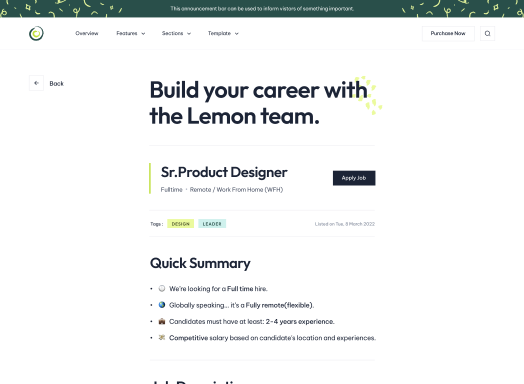 This announcement bar can be used to inform vistors of something important.
Overview Features Sections Template Purchase Now
Back
Build your career with
the Lemon team.
Sr.Product Designer
Fulltime • Remote / Work From Home (WFH)
Apply Job
Tags : DESIGN LEADER Listed on Tue, 8 March 2022
Quick Summary
• We're looking for a Full time hire.
• Globally speaking... it's a Fully remote(flexible).
• Candidates must have at least: 2-4 years experience.
• Competitive salary based on candidate's location and experiences.